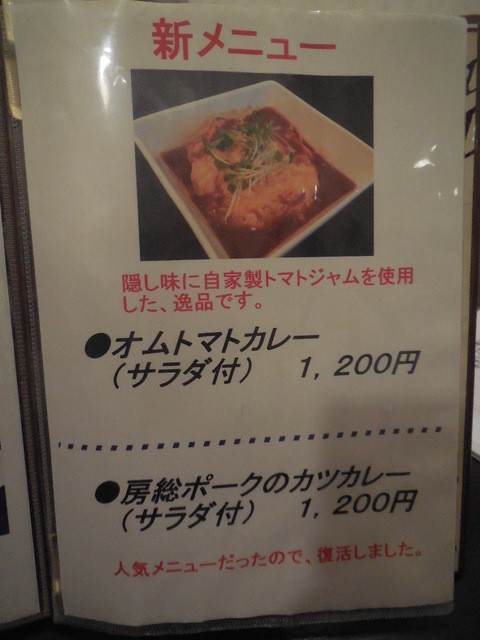 新メニュー
隠し味に自家製トマトジャムを使用
した、逸品です。
●オムトマトカレー
(サラダ付) 1,200円
●房総ポークのカツカレー
(サラダ付) 1,200円
人気メニューだったので、復活しました。